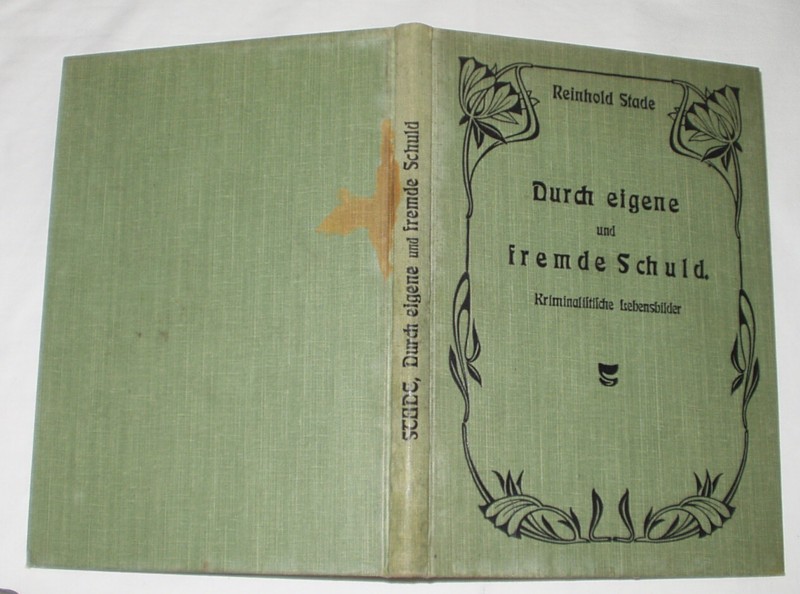 Reinhold Stade
Durch eigene
und
fremde Schuld.
Kriminalistische Lebensbilder
STADE, Durch eigene und fremde Schuld